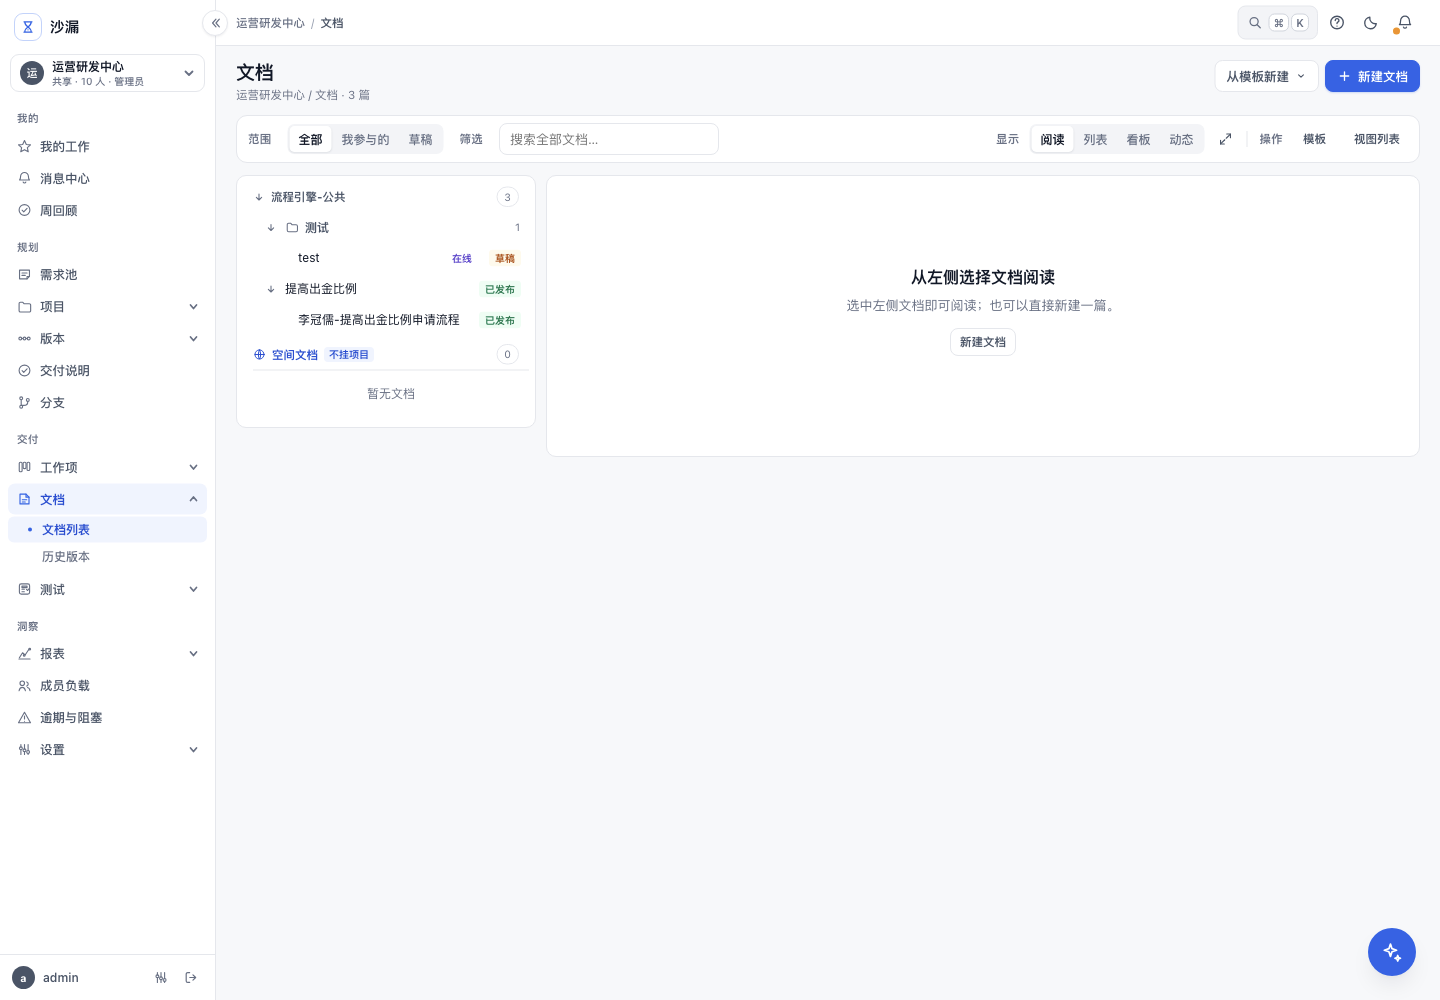 沙漏
运营研发中心 / 文档
⌘ K
运 运营研发中心
共享 · 10 人 · 管理员
我的
我的工作
消息中心
周回顾
规划
需求池
项目
版本
交付说明
分支
交付
工作项
文档
文档列表
历史版本
测试
洞察
报表
成员负载
逾期与阻塞
设置
a admin
文档
运营研发中心 / 文档 · 3 篇
从模板新建
新建文档
范围 全部 我参与的 草稿 筛选 搜索全部文档... 显示 阅读 列表 看板 动态 操作 模板 视图列表
流程引擎-公共 3
测试 1
test 在线 草稿
提高出金比例 已发布
李冠儒-提高出金比例申请流程 已发布
空间文档 不挂项目 0
暂无文档
从左侧选择文档阅读
选中左侧文档即可阅读；也可以直接新建一篇。
新建文档